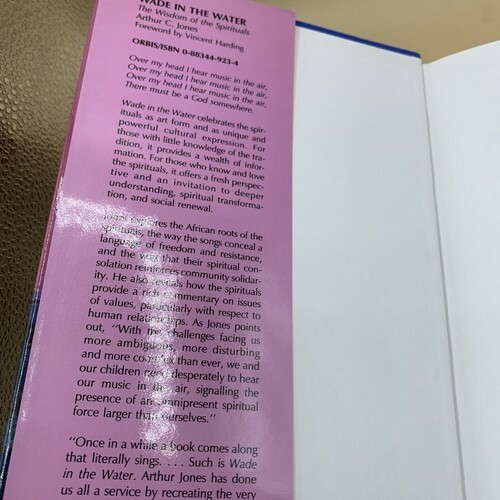 WADE IN THE WATER
The Wisdom of the Spirituals
Arthur C. Jones
Foreword by Vincent Harding
ORBIS/ISBN 0-88344-923-4
Over my head I hear music in the air,
Over my head I hear music in the air,
Over my head I hear music in the air,
There must be a God somewhere.
Wade in the Water celebrates the spir-
ituals as art form and as unique and
powerful cultural expression. For
those with little knowledge of the tra-
dition, it provides a wealth of infor-
mation. For those who know and love
the spirituals, it offers a fresh perspec-
tive and an invitation to deeper
understanding, spiritual transforma-
tion, and social renewal.
Jones explores the African roots of the
spirituals, the way the songs conceal a
language of freedom and resistance,
and the way that their spiritual con-
solation reinforces community solidar-
ity. He also reveals how the spirituals
provide a rich commentary on issues
of values, particularly with respect to
human relationships. As Jones points
out, "With the challenges facing us
more ambiguous, more disturbing
and more complex than ever, we and
our children need desperately to hear
our music in the air, signalling the
presence of an omnipresent spiritual
force larger than ourselves."
"Once in a while a book comes along
that literally sings. . . . Such is Wade
in the Water. Arthur Jones has done
us all a service by recreating the very